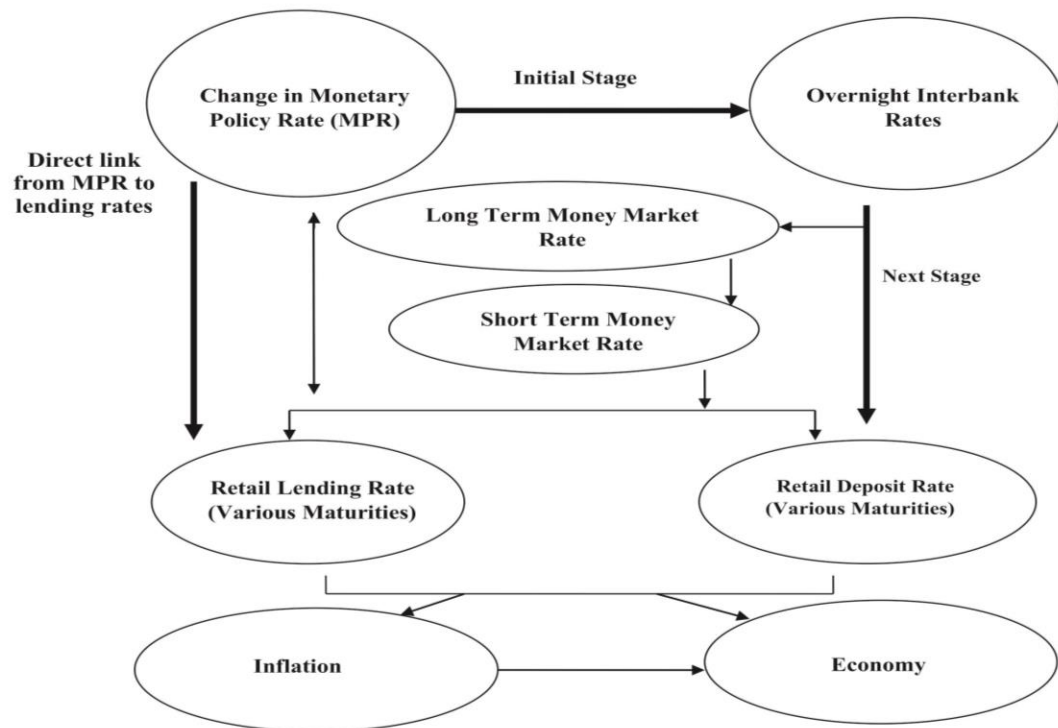 Change in Monetary
Policy Rate (MPR)
Initial Stage
Overnight Interbank
Rates
Direct link
from MPR to
lending rates
Long Term Money Market
Rate
Next Stage
Short Term Money
Market Rate
Retail Lending Rate
(Various Maturities)
Retail Deposit Rate
(Various Maturities)
Inflation
Economy